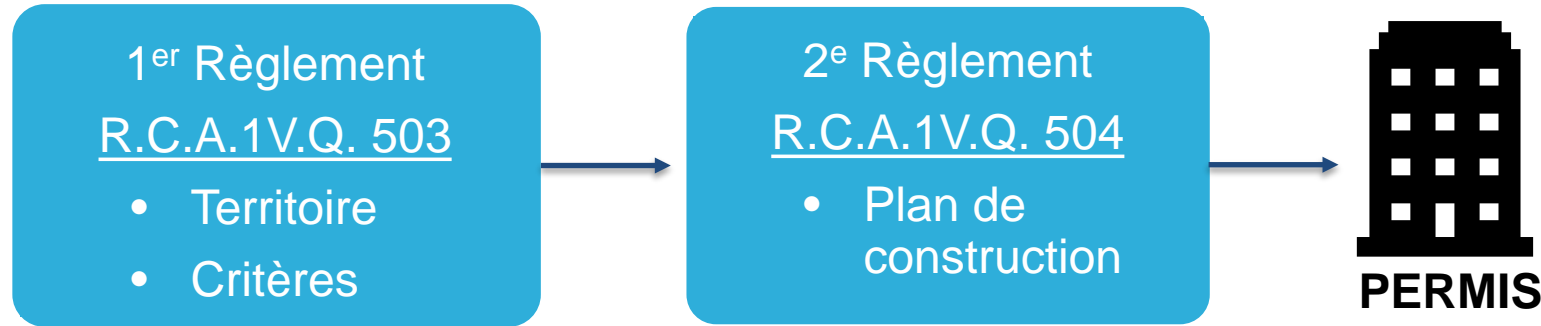 1er Règlement
R.C.A.1V.Q. 503
• Territoire
• Critères
2e Règlement
R.C.A.1V.Q. 504
• Plan de
construction
PERMIS